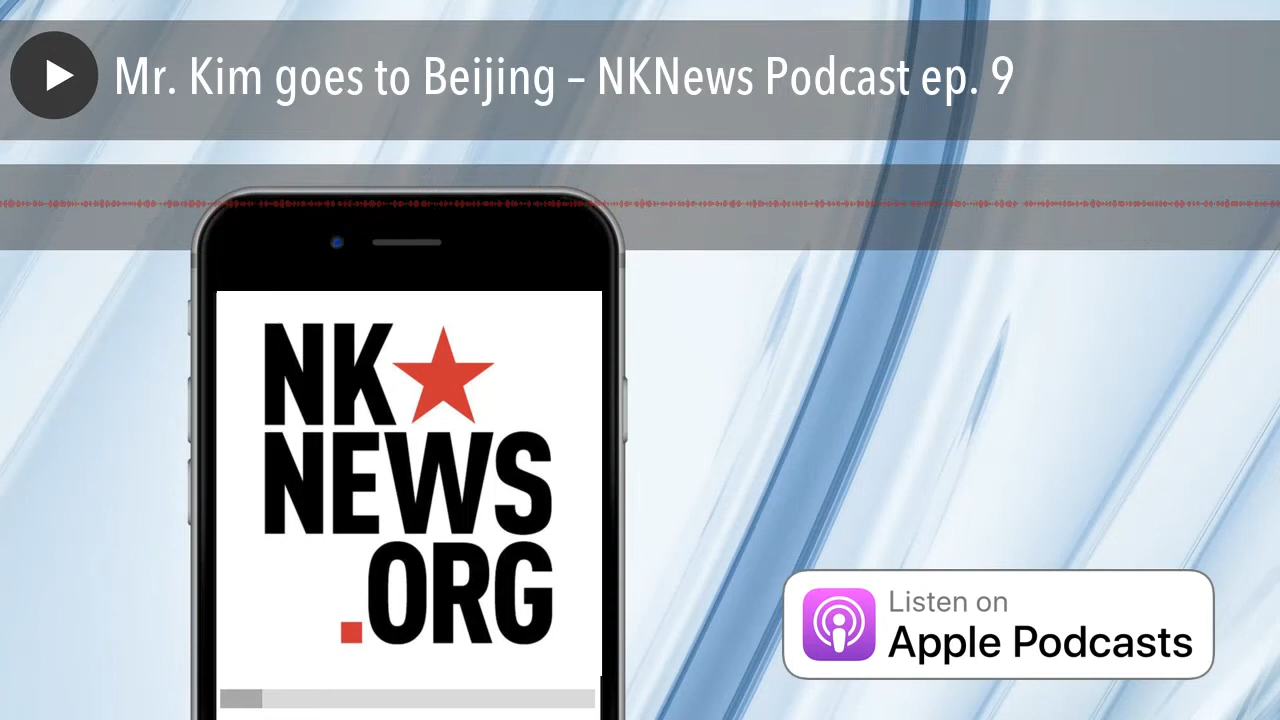 Mr. Kim goes to Beijing – NKNews Podcast ep. 9
NK
NEWS
.ORG
Listen on
Apple Podcasts